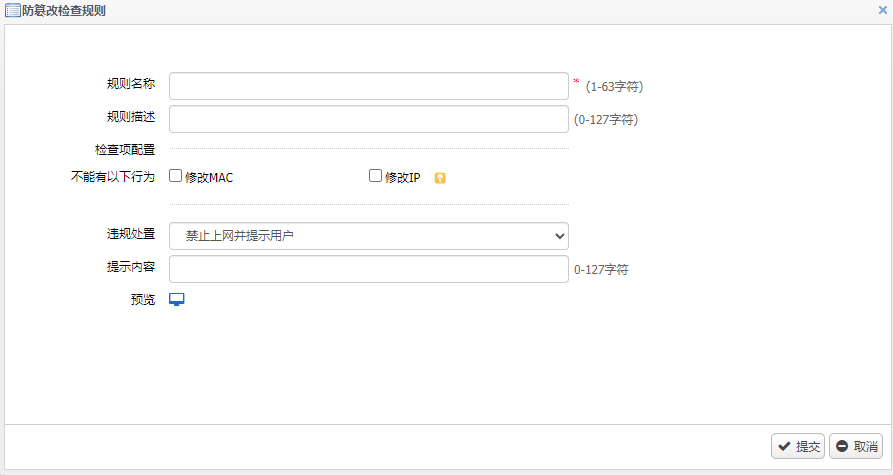 防篡改检查规则
规则名称 * (1-63字符)
规则描述 (0-127字符)
检查项配置
不能有以下行为 修改MAC 修改IP
违规处置 禁止上网并提示用户
提示内容 0-127字符
预览
提交 取消